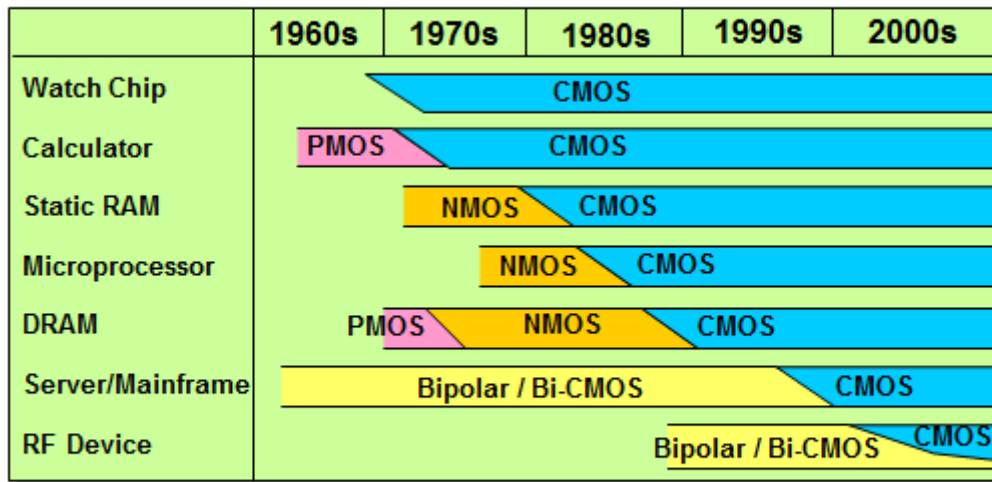 1960s 1970s 1980s 1990s 2000s
Watch Chip CMOS
Calculator PMOS CMOS
Static RAM NMOS CMOS
Microprocessor NMOS CMOS
DRAM PMOS NMOS CMOS
Server/Mainframe Bipolar / Bi-CMOS CMOS
RF Device Bipolar / Bi-CMOS CMOS